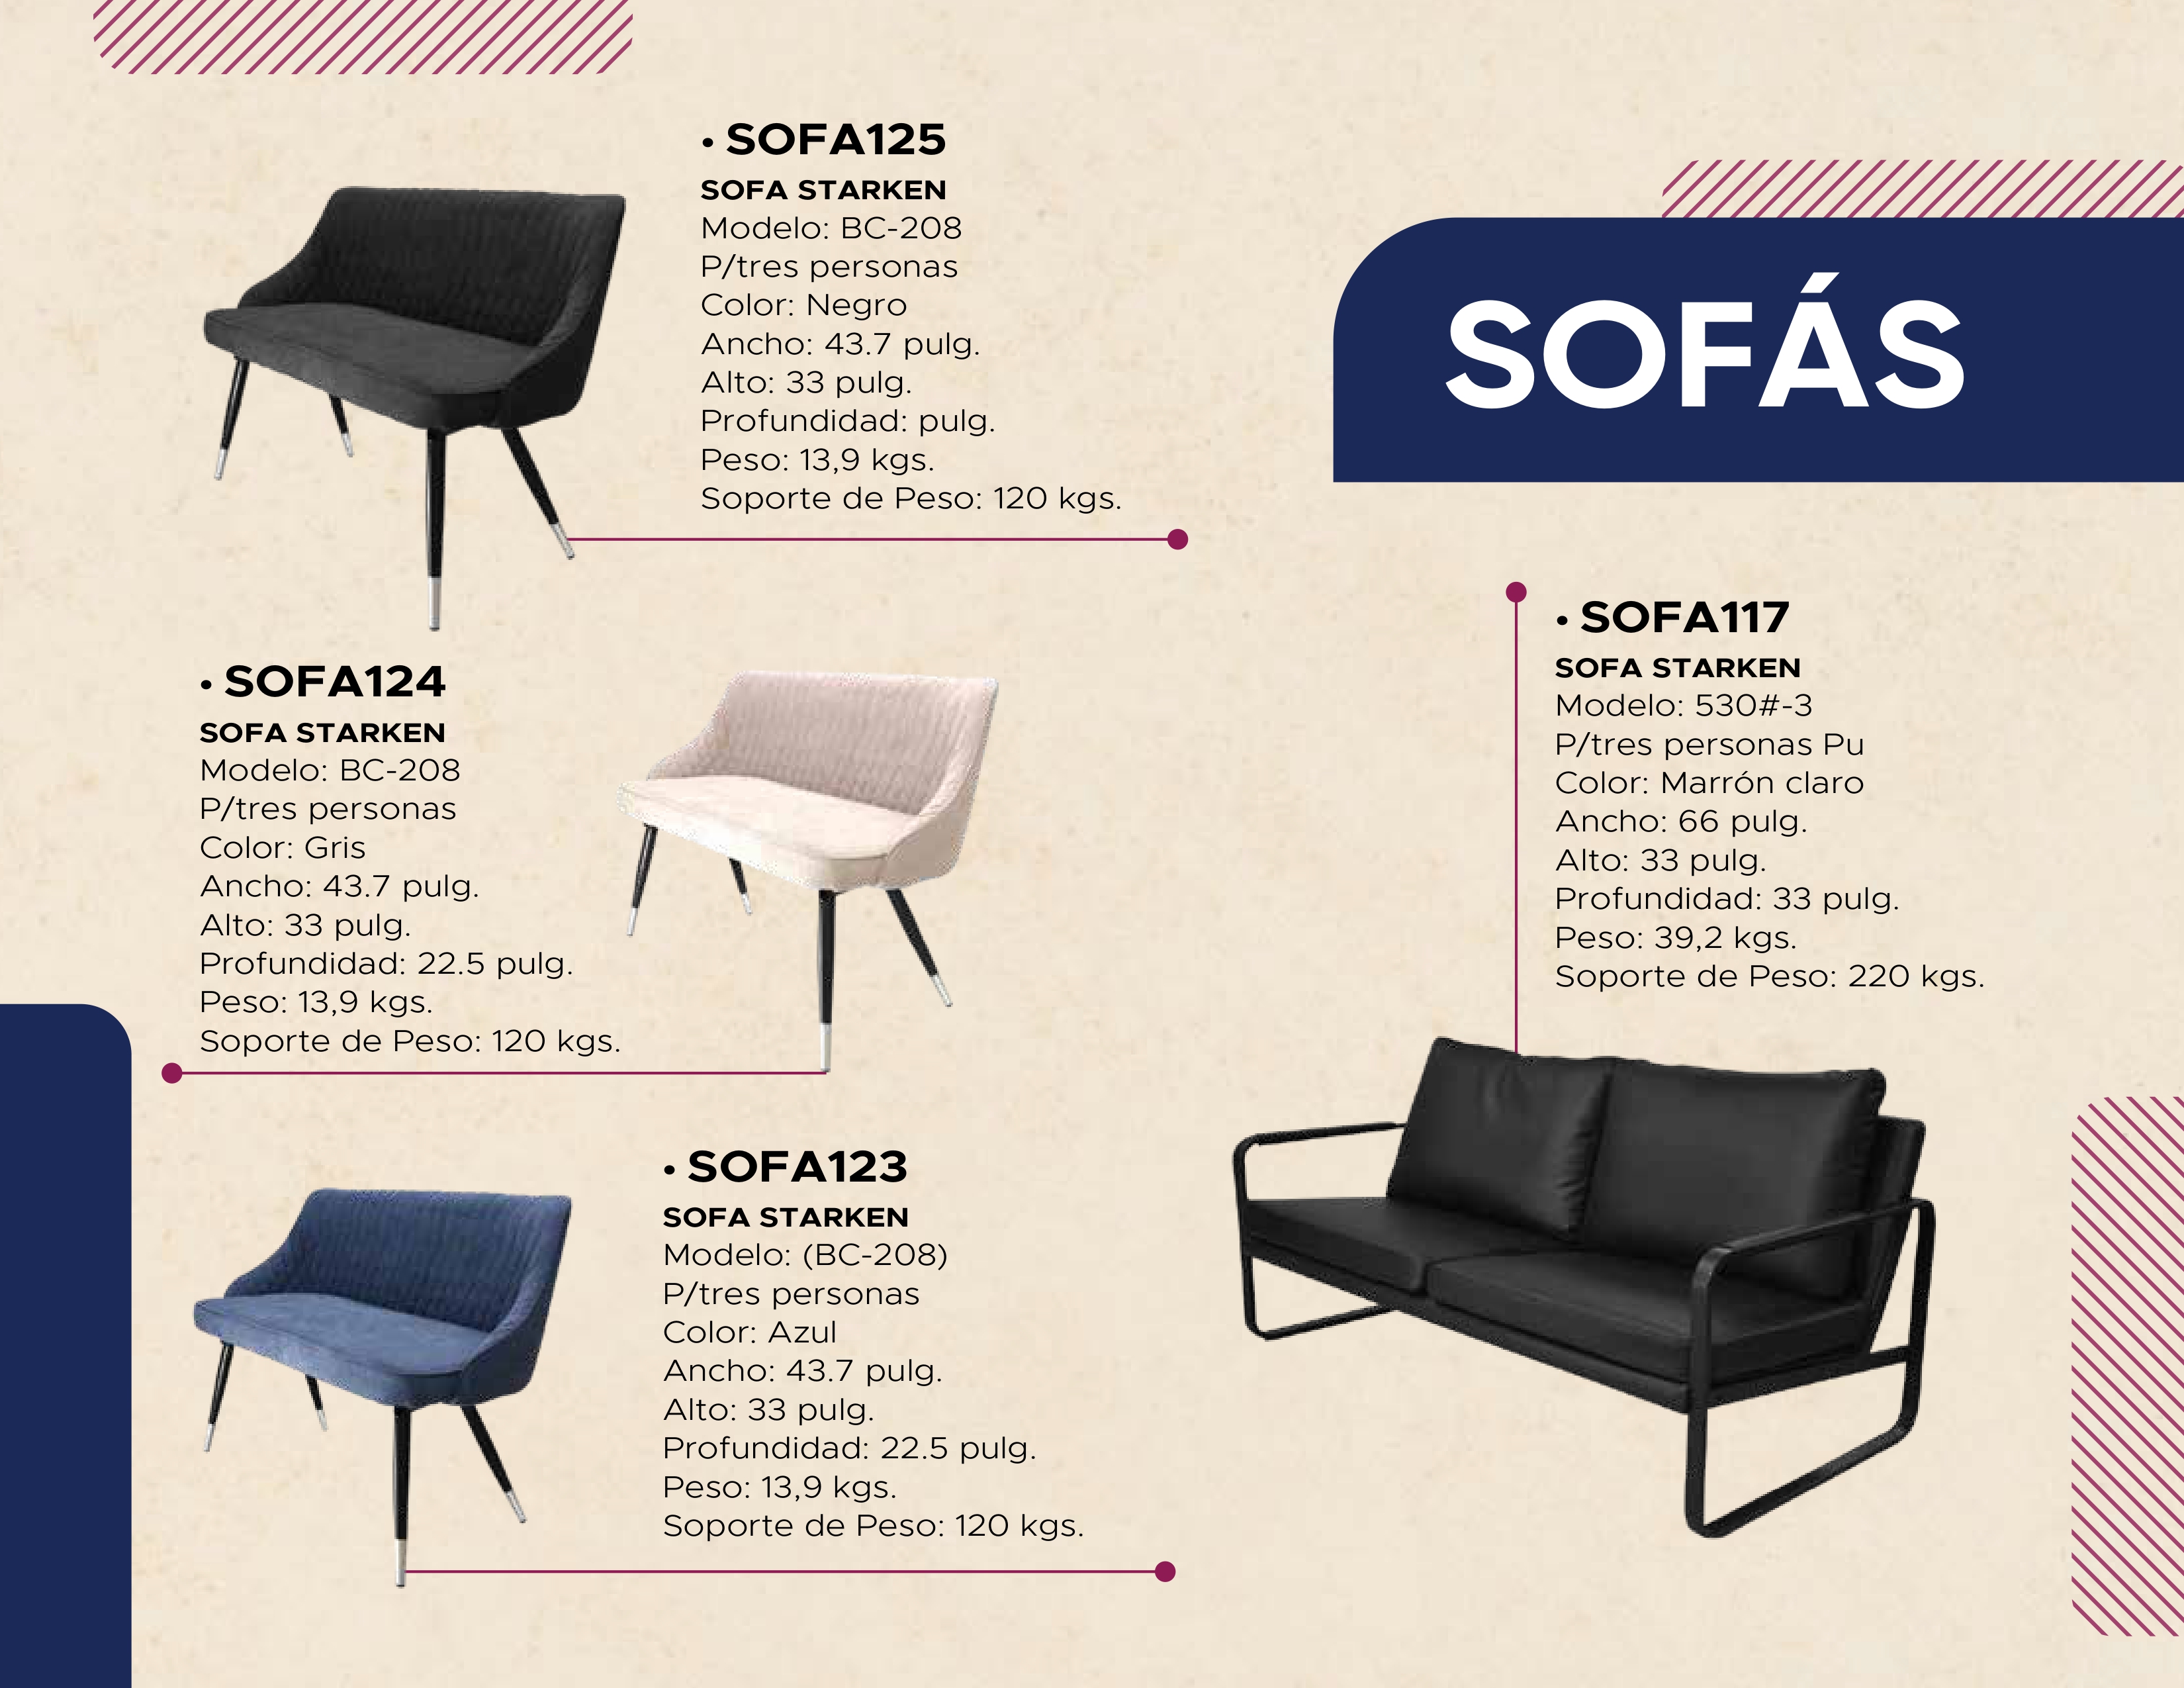 • SOFA125
SOFA STARKEN
Modelo: BC-208
P/tres personas
Color: Negro
Ancho: 43.7 pulg.
Alto: 33 pulg.
Profundidad: pulg.
Peso: 13,9 kgs.
Soporte de Peso: 120 kgs.
SOFÁS
• SOFA124
SOFA STARKEN
Modelo: BC-208
P/tres personas
Color: Gris
Ancho: 43.7 pulg.
Alto: 33 pulg.
Profundidad: 22.5 pulg.
Peso: 13,9 kgs.
Soporte de Peso: 120 kgs.
• SOFA117
SOFA STARKEN
Modelo: 530#-3
P/tres personas Pu
Color: Marrón claro
Ancho: 66 pulg.
Alto: 33 pulg.
Profundidad: 33 pulg.
Peso: 39,2 kgs.
Soporte de Peso: 220 kgs.
• SOFA123
SOFA STARKEN
Modelo: (BC-208)
P/tres personas
Color: Azul
Ancho: 43.7 pulg.
Alto: 33 pulg.
Profundidad: 22.5 pulg.
Peso: 13,9 kgs.
Soporte de Peso: 120 kgs.